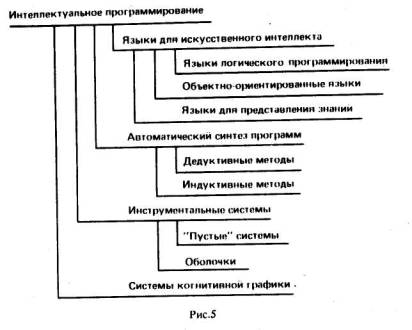 Интеллектуальное программирование
Языки для искусственного интеллекта
Языки логического программирования
Объектно-ориентированные языки
Языки для представления знании
Автоматический синтез программ
Дедуктивные методы
Индуктивные методы
Инструментальные системы
"Пустые" системы
Оболочки
Системы когнитивной графики.
Рис.5